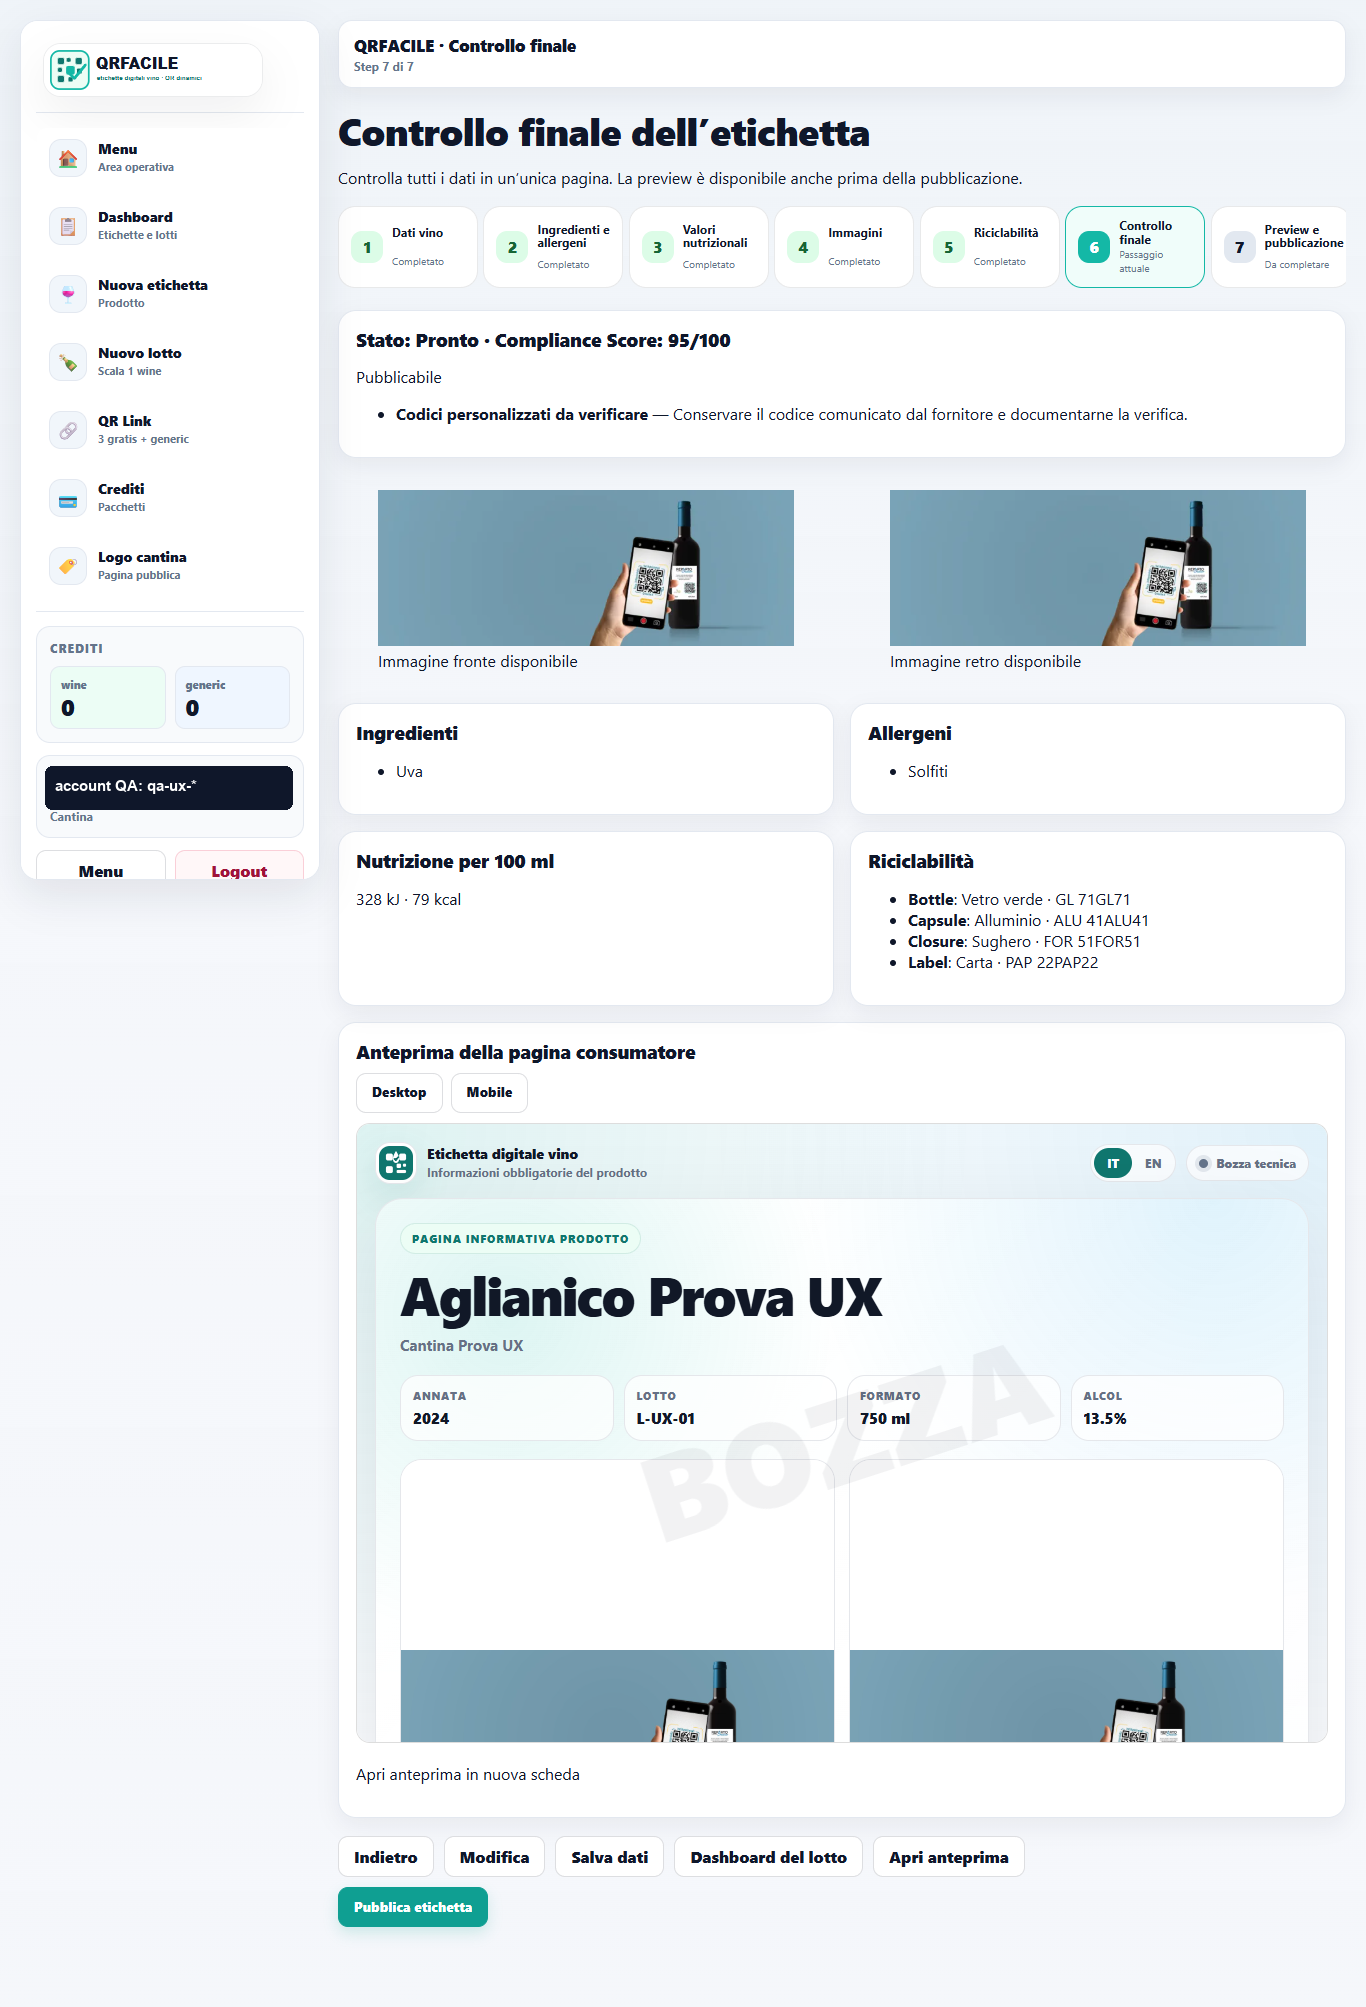 QRFACILE
etichette digitali vino · QR dinamici
Menu
Area operativa
Dashboard
Etichette e lotti
Nuova etichetta
Prodotto
Nuovo lotto
Scala 1 wine
QR Link
3 gratis + generic
Crediti
Pacchetti
Logo cantina
Pagina pubblica
CREDITI
wine
0
generic
0
account QA: qa-ux-*
Cantina
Menu
Logout
QRFACILE · Controllo finale
Step 7 di 7
Controllo finale dell’etichetta
Controlla tutti i dati in un’unica pagina. La preview è disponibile anche prima della pubblicazione.
1
Dati vino
Completato
2
Ingredienti e
allergeni
Completato
3
Valori
nutrizionali
Completato
4
Immagini
Completato
5
Riciclabilità
Completato
6
Controllo
finale
Passaggio
attuale
7
Preview e
pubblicazione
Da completare
Stato: Pronto · Compliance Score: 95/100
Pubblicabile
• Codici personalizzati da verificare — Conservare il codice comunicato dal fornitore e documentarne la verifica.
Immagine fronte disponibile
Immagine retro disponibile
Ingredienti
• Uva
Allergeni
• Solfiti
Nutrizione per 100 ml
328 kJ · 79 kcal
Riciclabilità
• Bottle: Vetro verde · GL 71GL71
• Capsule: Alluminio · ALU 41ALU41
• Closure: Sughero · FOR 51FOR51
• Label: Carta · PAP 22PAP22
Anteprima della pagina consumatore
Desktop
Mobile
Etichetta digitale vino
Informazioni obbligatorie del prodotto
IT
EN
Bozza tecnica
PAGINA INFORMATIVA PRODOTTO
Aglianico Prova UX
Cantina Prova UX
ANNATA
2024
LOTTO
L-UX-01
FORMATO
750 ml
ALCOL
13.5%
BOZZA
Apri anteprima in nuova scheda
Indietro
Modifica
Salva dati
Dashboard del lotto
Apri anteprima
Pubblica etichetta